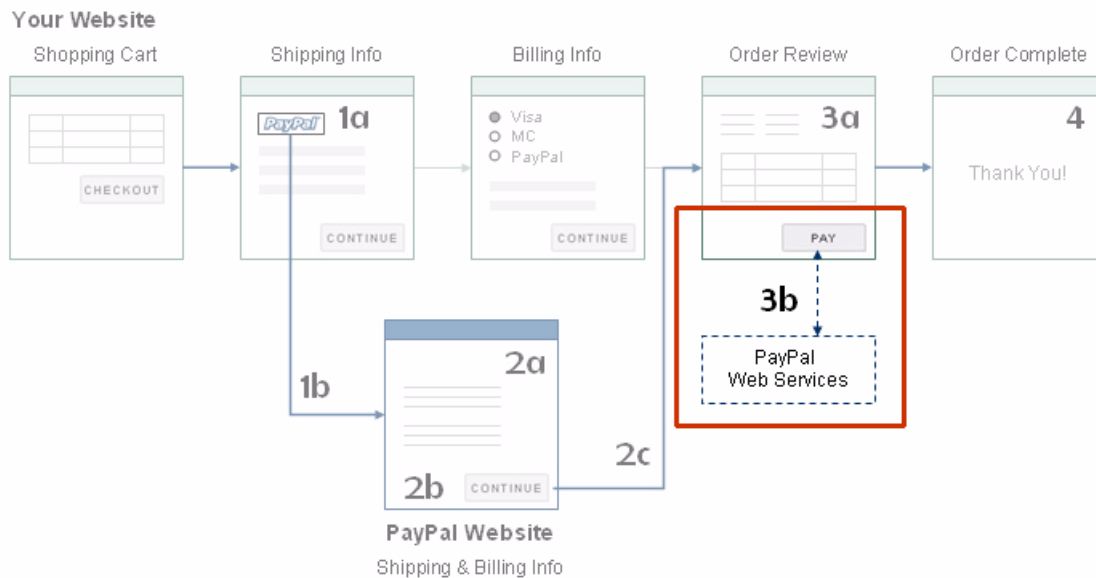 Your Website
Shopping Cart
Shipping Info
Billing Info
Order Review
Order Complete
CHECKOUT
PayPal
1a
CONTINUE
Visa
MC
PayPal
CONTINUE
3a
PAY
4
Thank You!
3b
PayPal
Web Services
1b
2a
2b
CONTINUE
2c
PayPal Website
Shipping & Billing Info